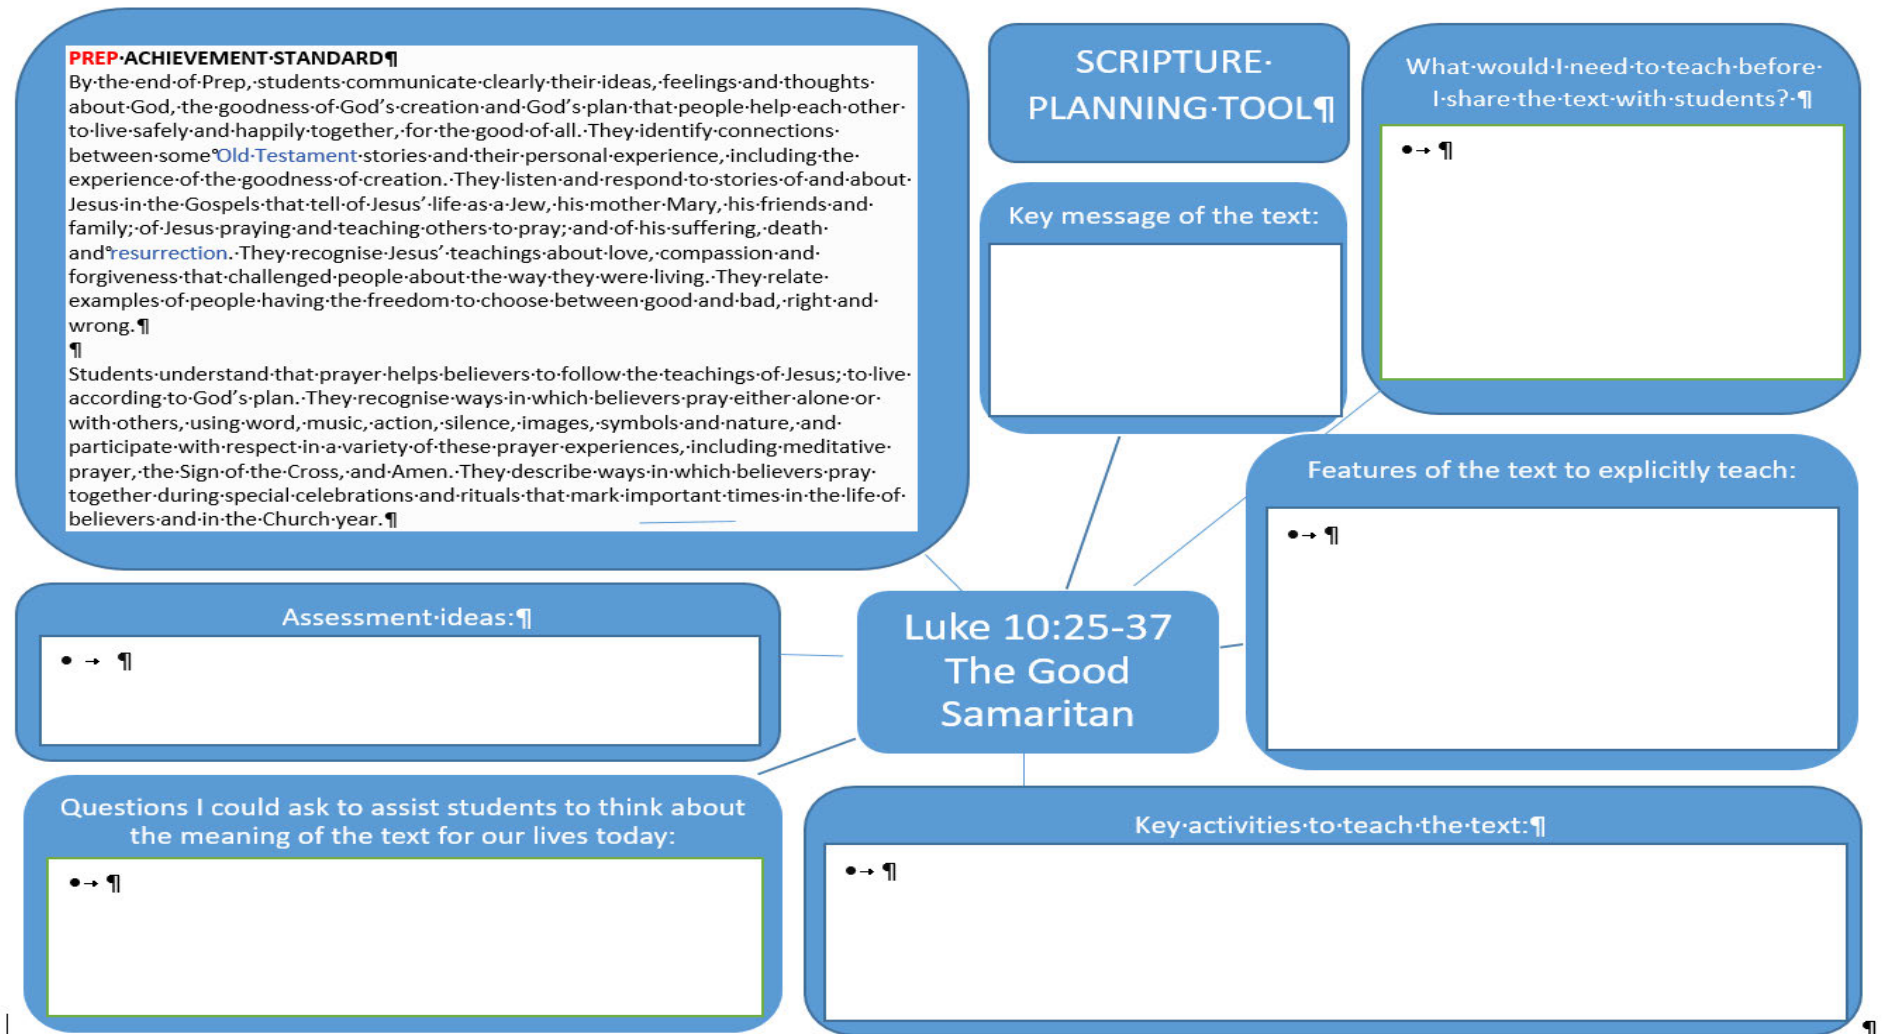 PREP·ACHIEVEMENT·STANDARD¶
By·the·end·of·Prep,·students·communicate·clearly·their·ideas,·feelings·and·thoughts·
about·God,·the·goodness·of·God's·creation·and·God's·plan·that·people·help·each·other·
to·live·safely·and·happily·together,·for·the·good·of·all.·They·identify·connections·
between·some°Old·Testament·stories·and·their·personal·experience,·including·the·
experience·of·the·goodness·of·creation.·They·listen·and·respond·to·stories·of·and·about·
Jesus·in·the·Gospels·that·tell·of·Jesus'·life·as·a·Jew,·his·mother·Mary,·his·friends·and·
family;·of·Jesus·praying·and·teaching·others·to·pray;·and·of·his·suffering,·death·
and°resurrection.·They·recognise·Jesus'·teachings·about·love,·compassion·and·
forgiveness·that·challenged·people·about·the·way·they·were·living.·They·relate·
examples·of·people·having·the·freedom·to·choose·between·good·and·bad,·right·and·
wrong.¶
¶
Students·understand·that·prayer·helps·believers·to·follow·the·teachings·of·Jesus;·to·live·
according·to·God's·plan.·They·recognise·ways·in·which·believers·pray·either·alone·or·
with·others,·using·word,·music,·action,·silence,·images,·symbols·and·nature,·and·
participate·with·respect·in·a·variety·of·these·prayer·experiences,·including·meditative·
prayer,·the·Sign·of·the·Cross,·and·Amen.·They·describe·ways·in·which·believers·pray·
together·during·special·celebrations·and·rituals·that·mark·important·times·in·the·life·of·
believers·and·in·the·Church·year.¶
SCRIPTURE·
PLANNING·TOOL¶
What·would·I·need·to·teach·before·
I·share·the·text·with·students?·¶
•→¶
Key message of the text:
Features of the text to explicitly teach:
•→¶
Assessment·ideas:¶
•→¶
Luke 10:25-37
The Good
Samaritan
Questions I could ask to assist students to think about
the meaning of the text for our lives today:
•→¶
Key·activities·to·teach·the·text:¶
•→¶
¶